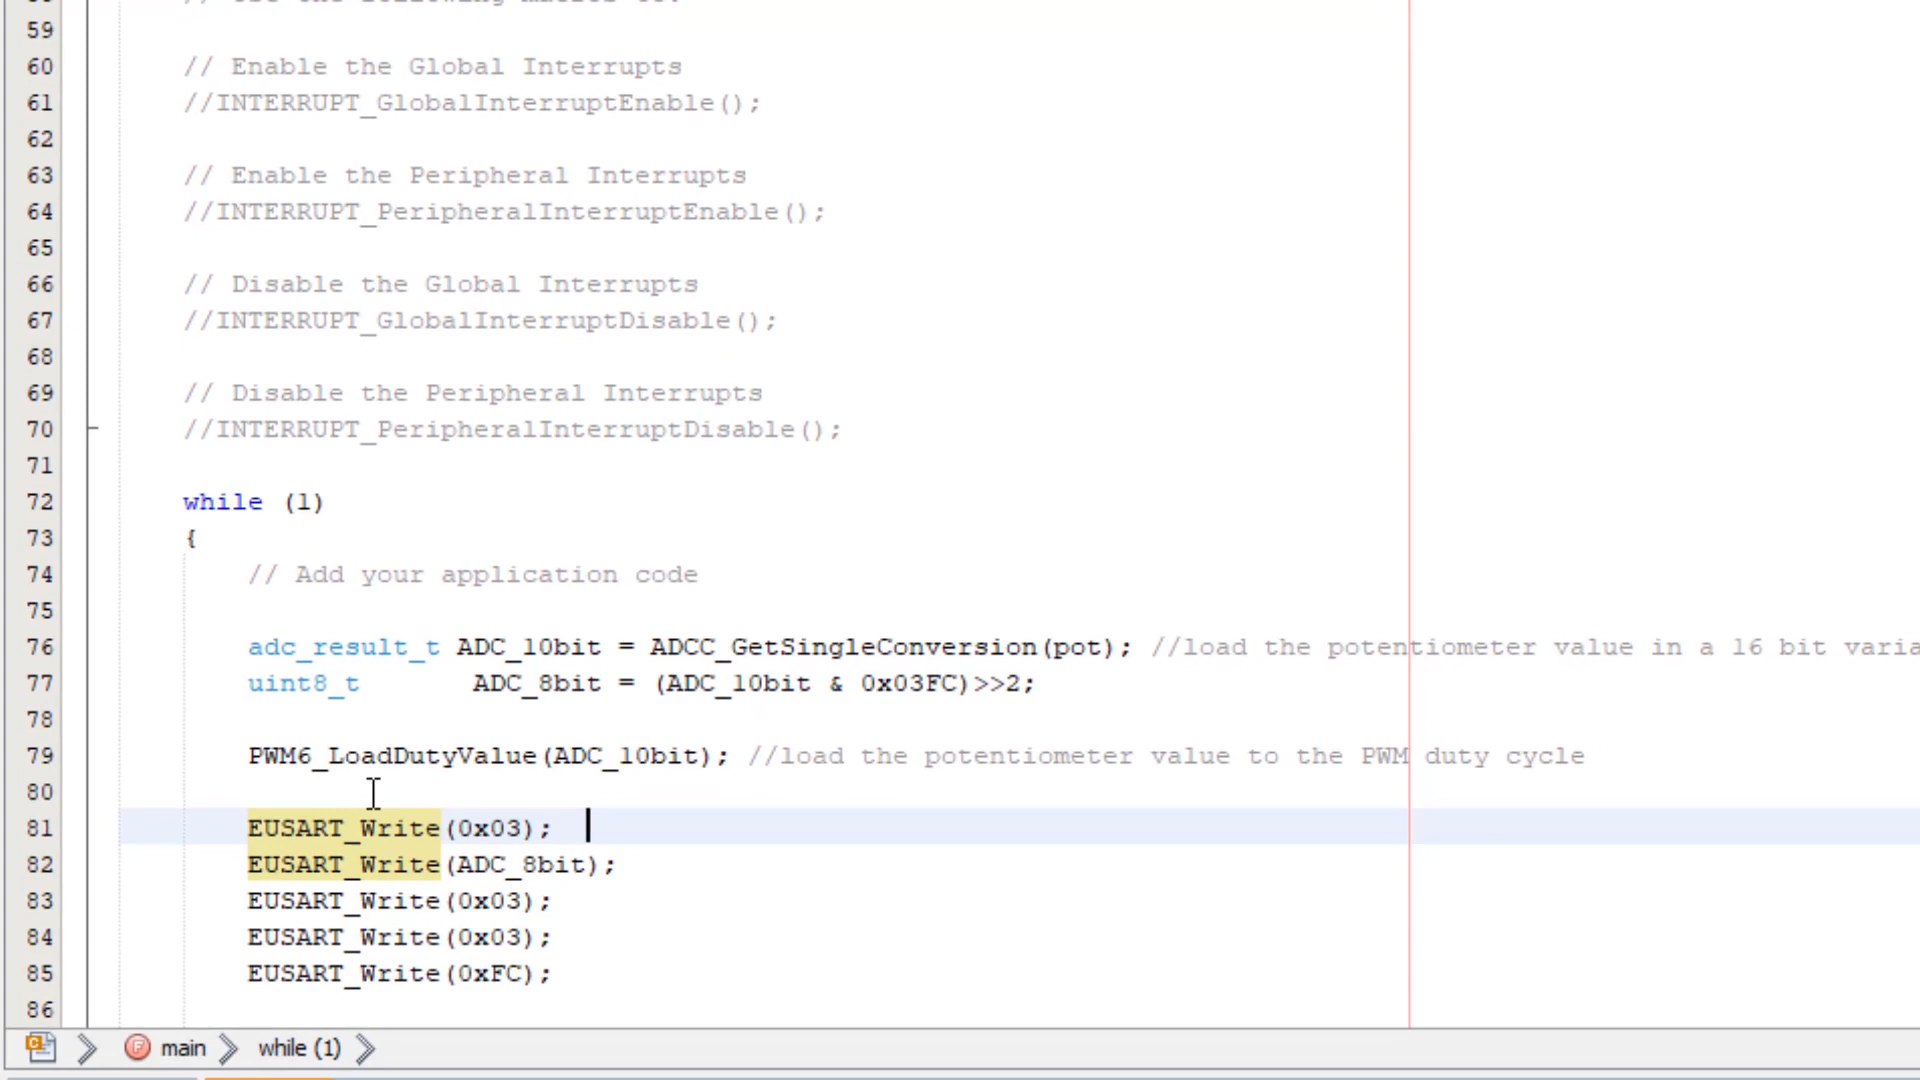 59
60 // Enable the Global Interrupts
61 //INTERRUPT_GlobalInterruptEnable();
62
63 // Enable the Peripheral Interrupts
64 //INTERRUPT_PeripheralInterruptEnable();
65
66 // Disable the Global Interrupts
67 //INTERRUPT_GlobalInterruptDisable();
68
69 // Disable the Peripheral Interrupts
70 //INTERRUPT_PeripheralInterruptDisable();
71
72 while (1)
73 {
74 // Add your application code
75
76 adc_result_t ADC_10bit = ADCC_GetSingleConversion(pot); //load the potentiometer value in a 16 bit varia
77 uint8_t ADC_8bit = (ADC_10bit & 0x03FC)>>2;
78
79 PWM6_LoadDutyValue(ADC_10bit); //load the potentiometer value to the PWM duty cycle
80
81 EUSART_Write(0x03);
82 EUSART_Write(ADC_8bit);
83 EUSART_Write(0x03);
84 EUSART_Write(0x03);
85 EUSART_Write(0xFC);
86
main while (1)